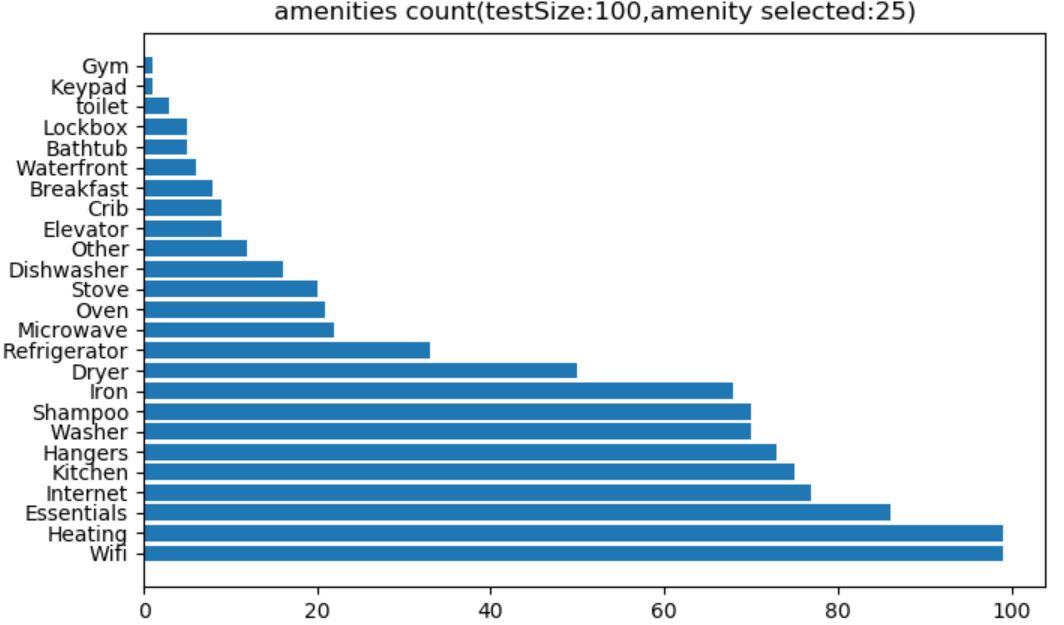 amenities count(testSize:100,amenity selected:25)
Gym
Keypad
toilet
Lockbox
Bathtub
Waterfront
Breakfast
Crib
Elevator
Other
Dishwasher
Stove
Oven
Microwave
Refrigerator
Dryer
Iron
Shampoo
Washer
Hangers
Kitchen
Internet
Essentials
Heating
Wifi
0 20 40 60 80 100